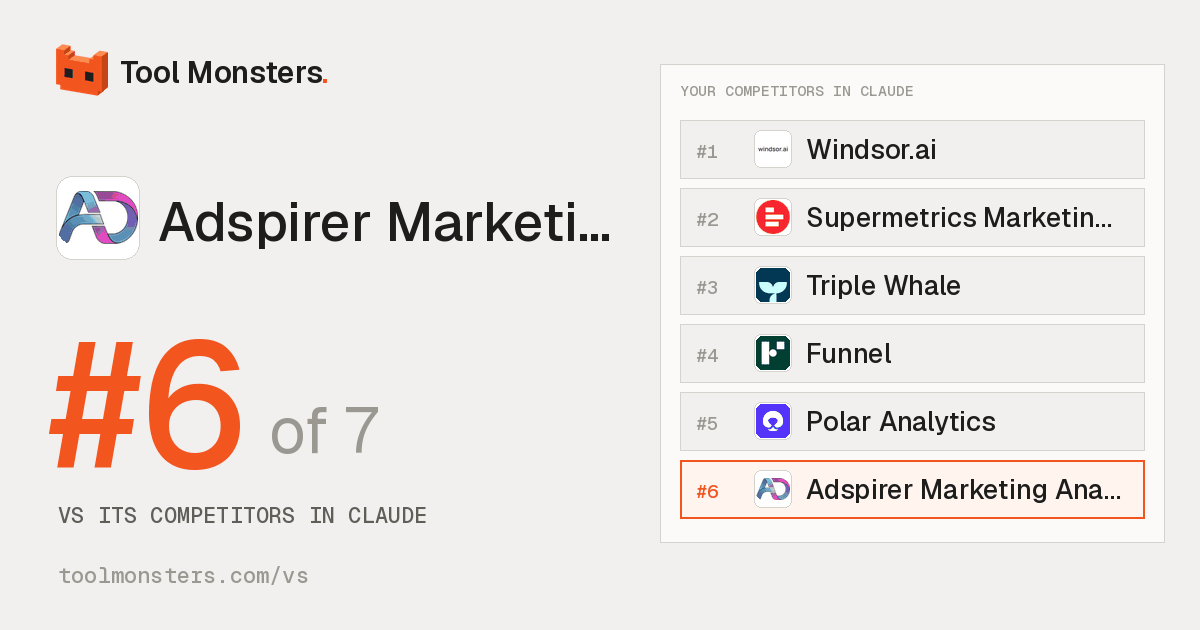 Tool Monsters.
Adspirer Marketi...
#6 of 7
VS ITS COMPETITORS IN CLAUDE
toolmonsters.com/vs
YOUR COMPETITORS IN CLAUDE
#1 windsor.ai Windsor.ai
#2 Supermetrics Marketin...
#3 Triple Whale
#4 Funnel
#5 Polar Analytics
#6 Adspirer Marketing Ana...